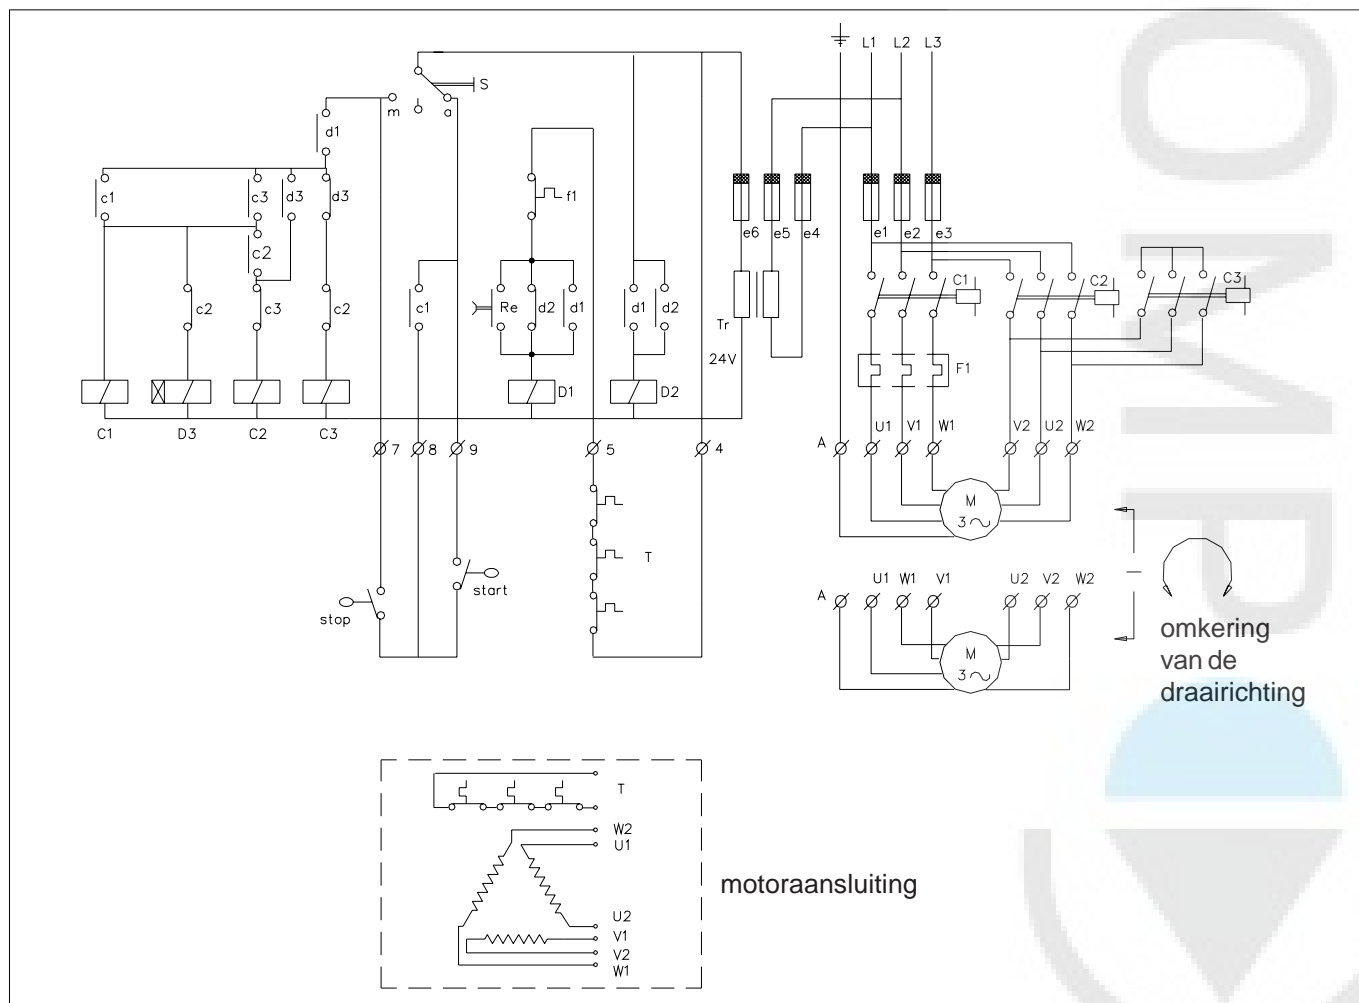 L1 L2 L3
S
m a
d1
c1 c3 d3 d3
f1
e6 e5 e4 e1 e2 e3
c2
C1 C2 C3
c2 c3 c2 c1 Re d2 d1 d1 d2
Tr
24V
F1
D1 D2
C1 D3 C2 C3
7 8 9 5 4
A U1 V1 W1 V2 U2 W2
M
3
T
start
stop
A U1 W1 V1 U2 V2 W2
M
3
omkering
van de
draairichting
T
W2
U1
U2
V1
V2
W1
motoraansluiting
OMP